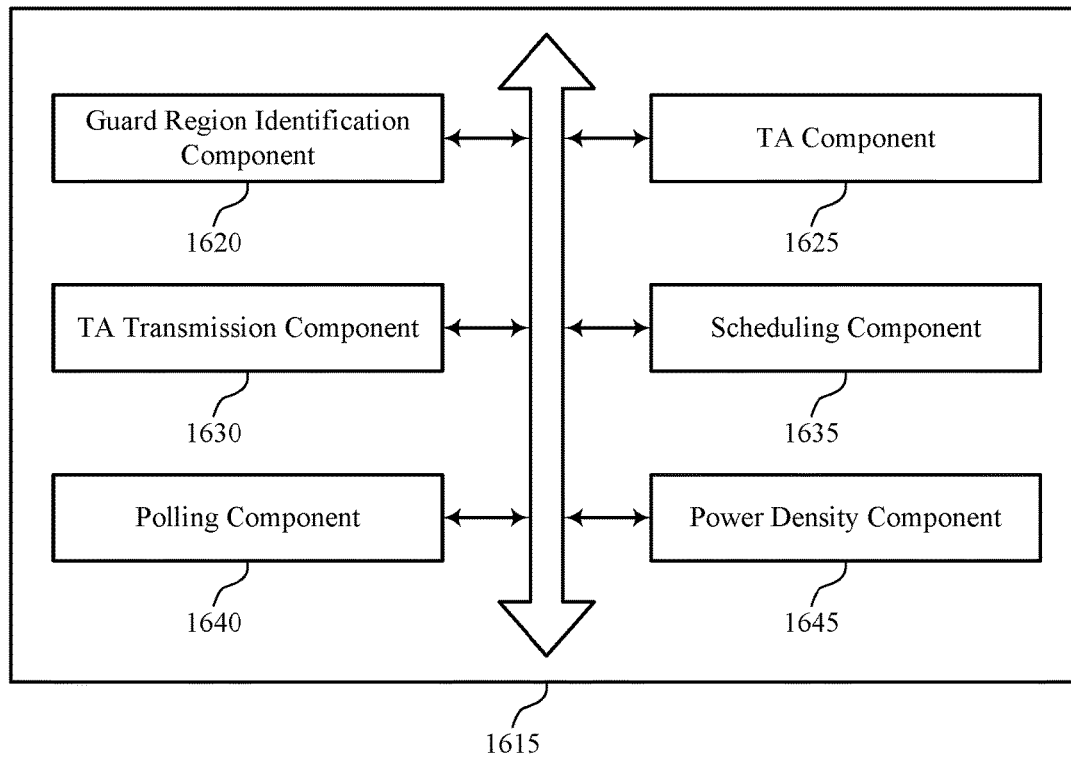 Guard Region Identification
Component
TA Component
1620
1625
TA Transmission Component
Scheduling Component
1630
1635
Polling Component
Power Density Component
1640
1645
1615